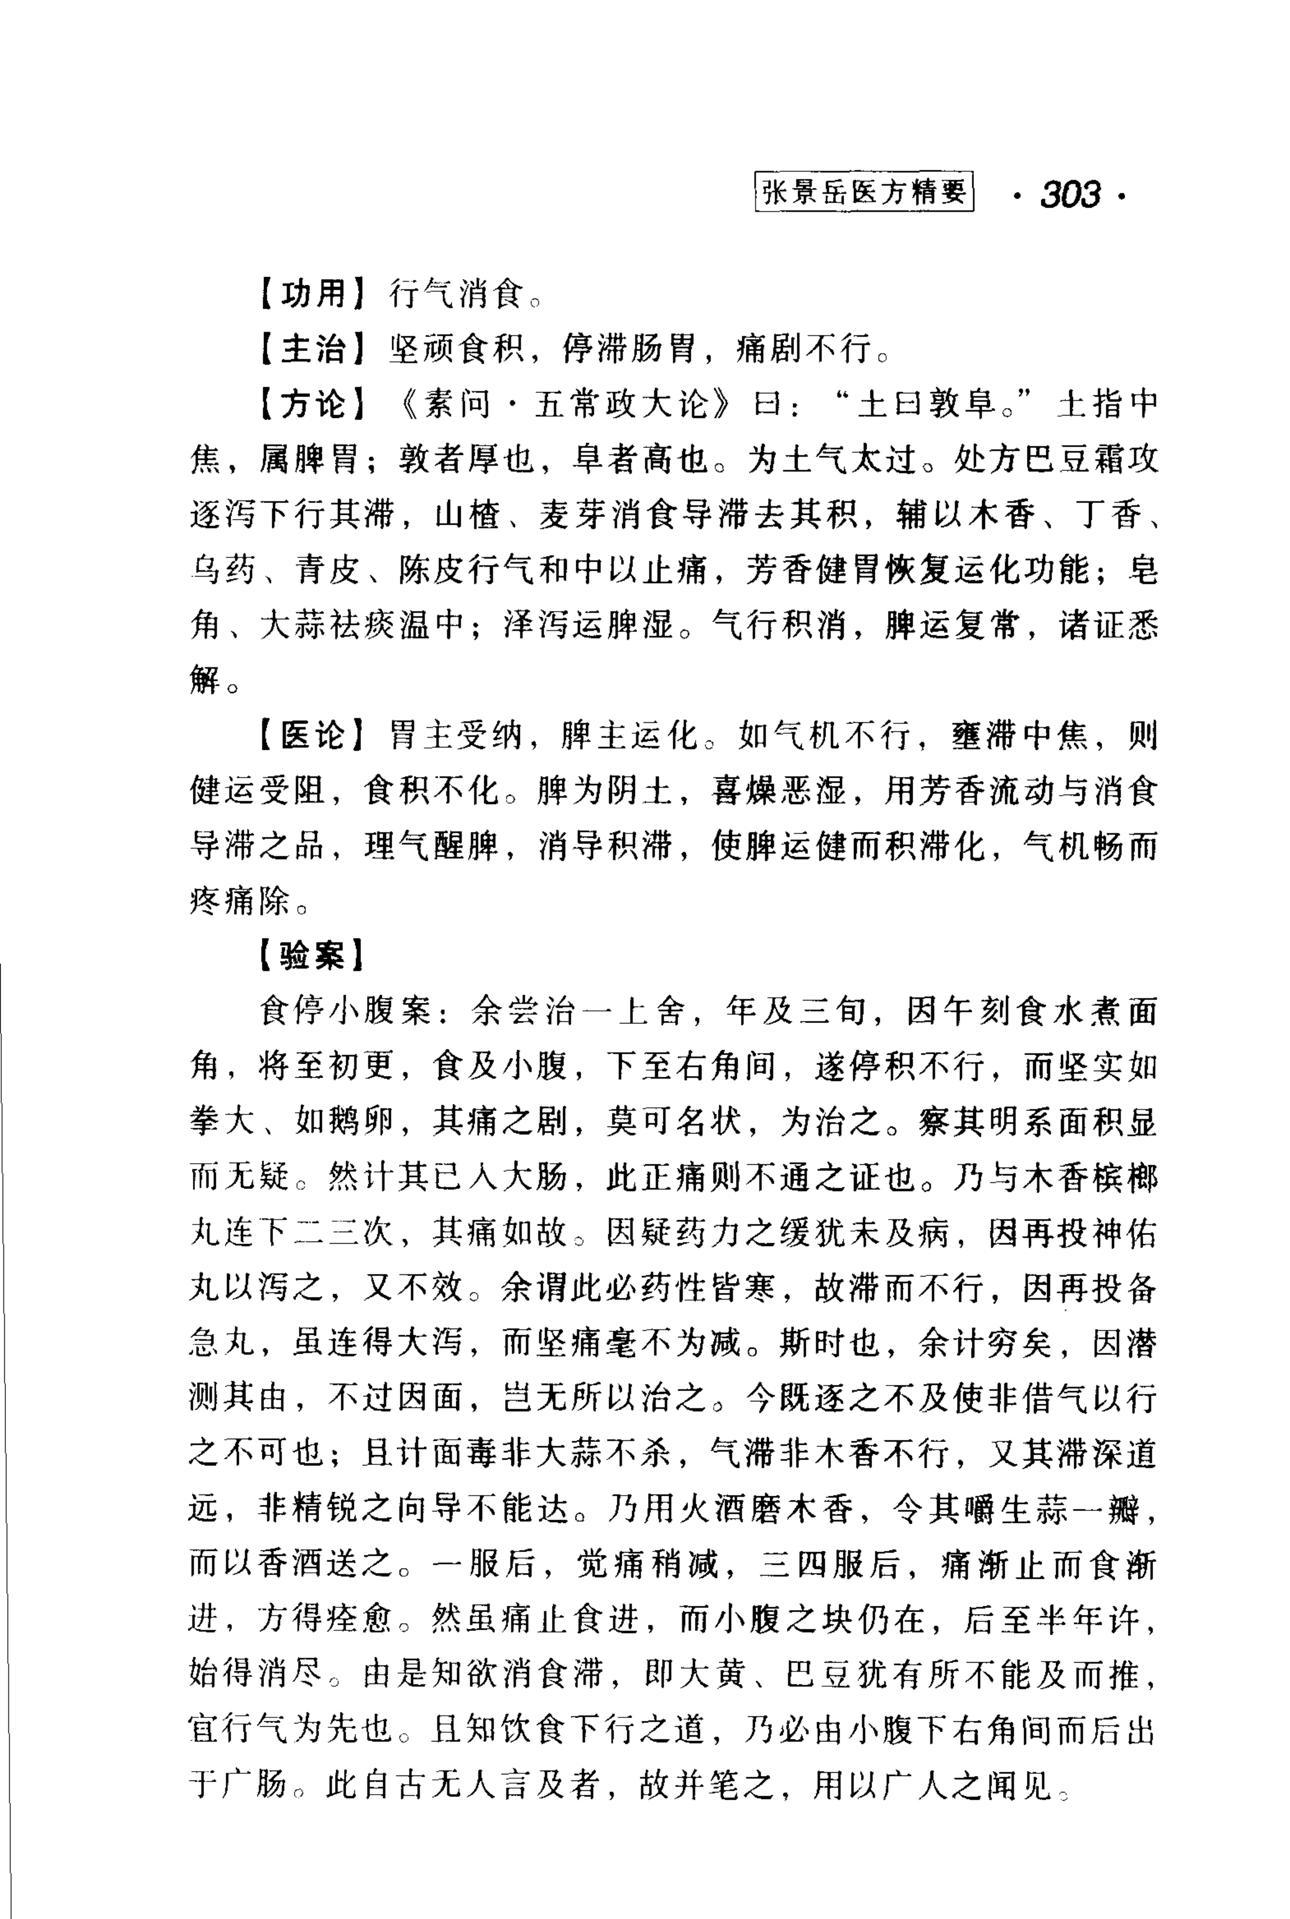 张景岳医方精要 · 303 ·
【功用】 行气消食。
【主治】 坚顽食积，停滞肠胃，痛剧不行。
【方论】 《素问·五常政大论》曰：“土曰敦阜。”土指中
焦，属脾胃；敦者厚也，阜者高也。为土气太过。处方巴豆霜攻
逐泻下行其滞，山楂、麦芽消食导滞去其积，辅以木香、丁香、
乌药、青皮、陈皮行气和中以止痛，芳香健胃恢复运化功能；皂
角、大蒜祛痰温中；泽泻运脾湿。气行积消，脾运复常，诸证悉
解。
【医论】 胃主受纳，脾主运化。如气机不行，壅滞中焦，则
健运受阻，食积不化。脾为阴土，喜燥恶湿，用芳香流动与消食
导滞之品，理气醒脾，消导积滞，使脾运健而积滞化，气机畅而
疼痛除。
【验案】
食停小腹案：余尝治一上舍，年及三旬，因午刻食水煮面
角，将至初更，食及小腹，下至右角间，遂停积不行，而坚实如
拳大、如鹅卵，其痛之剧，莫可名状，为治之。察其明系面积显
而无疑。然计其已入大肠，此正痛则不通之证也。乃与木香槟榔
丸连下二三次，其痛如故。因疑药力之缓犹未及病，因再投神佑
丸以泻之，又不效。余谓此必药性皆寒，故滞而不行，因再投备
急丸，虽连得大泻，而坚痛毫不为减。斯时也，余计穷矣，因潜
测其由，不过因面，岂无所以治之。今既逐之不及使非借气以行
之不可也；且计面毒非大蒜不杀，气滞非木香不行，又其滞深道
远，非精锐之向导不能达。乃用火酒磨木香，令其嚼生蒜一瓣，
而以香酒送之。一服后，觉痛稍减，三四服后，痛渐止而食渐
进，方得痊愈。然虽痛止食进，而小腹之块仍在，后至半年许，
始得消尽。由是知欲消食滞，即大黄、巴豆犹有所不能及而推，
宜行气为先也。且知饮食下行之道，乃必由小腹下右角间而后出
于广肠。此自古无人言及者，故并笔之，用以广人之闻见。